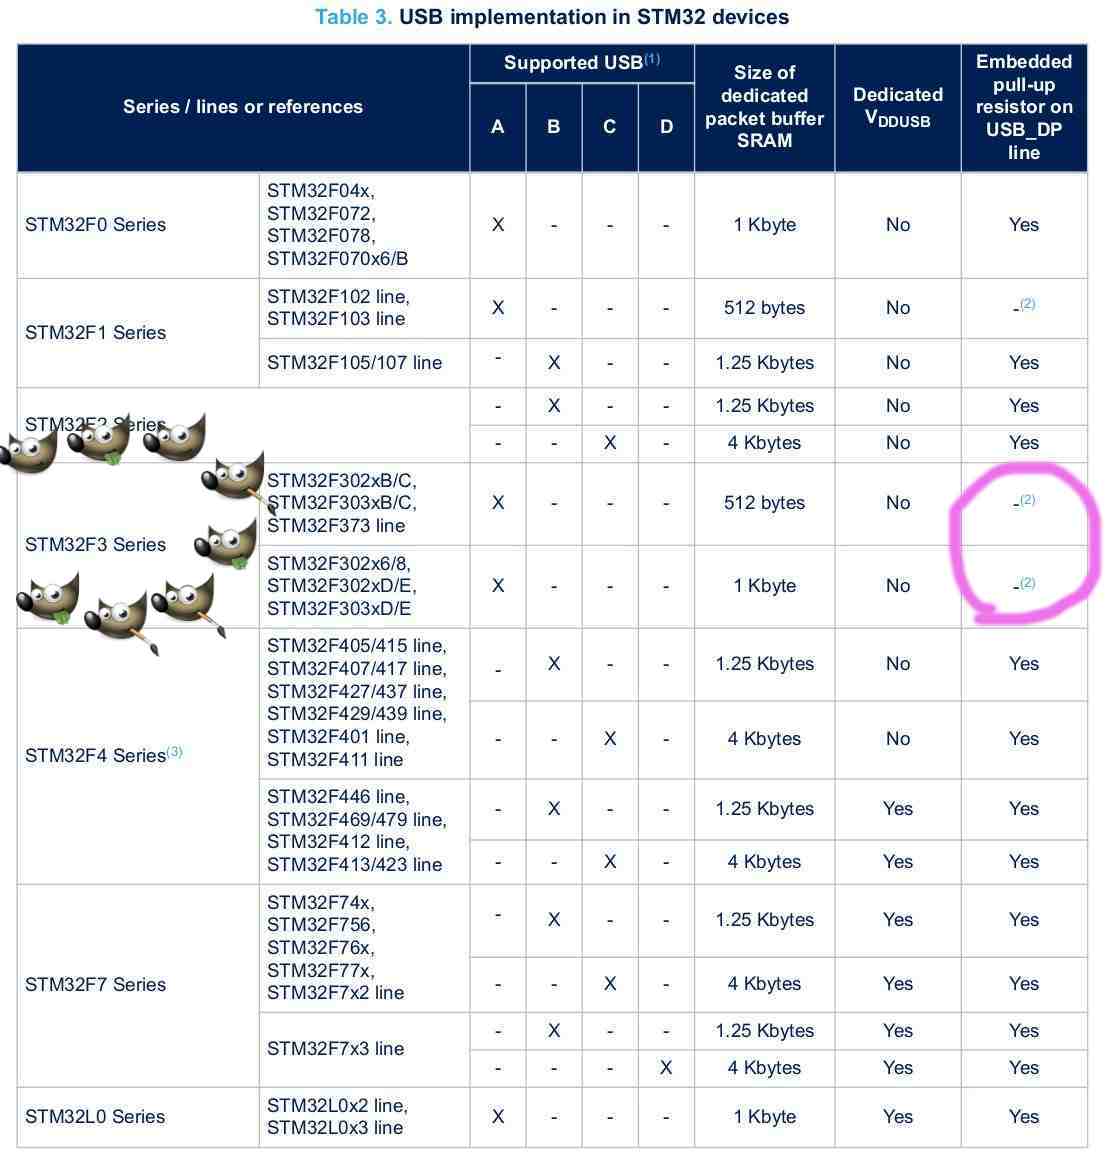 Table 3. USB implementation in STM32 devices
Series / lines or references
Supported USB(1)
A B C D
Size of
dedicated
packet buffer
SRAM
Dedicated
VDDUSB
Embedded
pull-up
resistor on
USB_DP
line
STM32F0 Series
STM32F04x,
STM32F072,
STM32F078,
STM32F070x6/B
X - - - 1 Kbyte No Yes
STM32F1 Series
STM32F102 line,
STM32F103 line
X - - - 512 bytes No -(2)
STM32F105/107 line
- X - - 1.25 Kbytes No Yes
STM32F2 Series
- X - - 1.25 Kbytes No Yes
- - X - 4 Kbytes No Yes
STM32F3 Series
STM32F302xB/C,
STM32F303xB/C,
STM32F373 line
X - - - 512 bytes No -(2)
STM32F302x6/8,
STM32F302xD/E,
STM32F303xD/E
X - - - 1 Kbyte No -(2)
STM32F4 Series(3)
STM32F405/415 line,
STM32F407/417 line,
STM32F427/437 line,
STM32F429/439 line,
STM32F401 line,
STM32F411 line
- X - - 1.25 Kbytes No Yes
- - X - 4 Kbytes No Yes
STM32F446 line,
STM32F469/479 line,
STM32F412 line,
STM32F413/423 line
- X - - 1.25 Kbytes Yes Yes
- - X - 4 Kbytes Yes Yes
STM32F7 Series
STM32F74x,
STM32F756,
STM32F76x,
STM32F77x,
STM32F7x2 line
- X - - 1.25 Kbytes Yes Yes
- - X - 4 Kbytes Yes Yes
STM32F7x3 line
- X - - 1.25 Kbytes Yes Yes
- - - X 4 Kbytes Yes Yes
STM32L0 Series
STM32L0x2 line,
STM32L0x3 line
X - - - 1 Kbyte Yes Yes